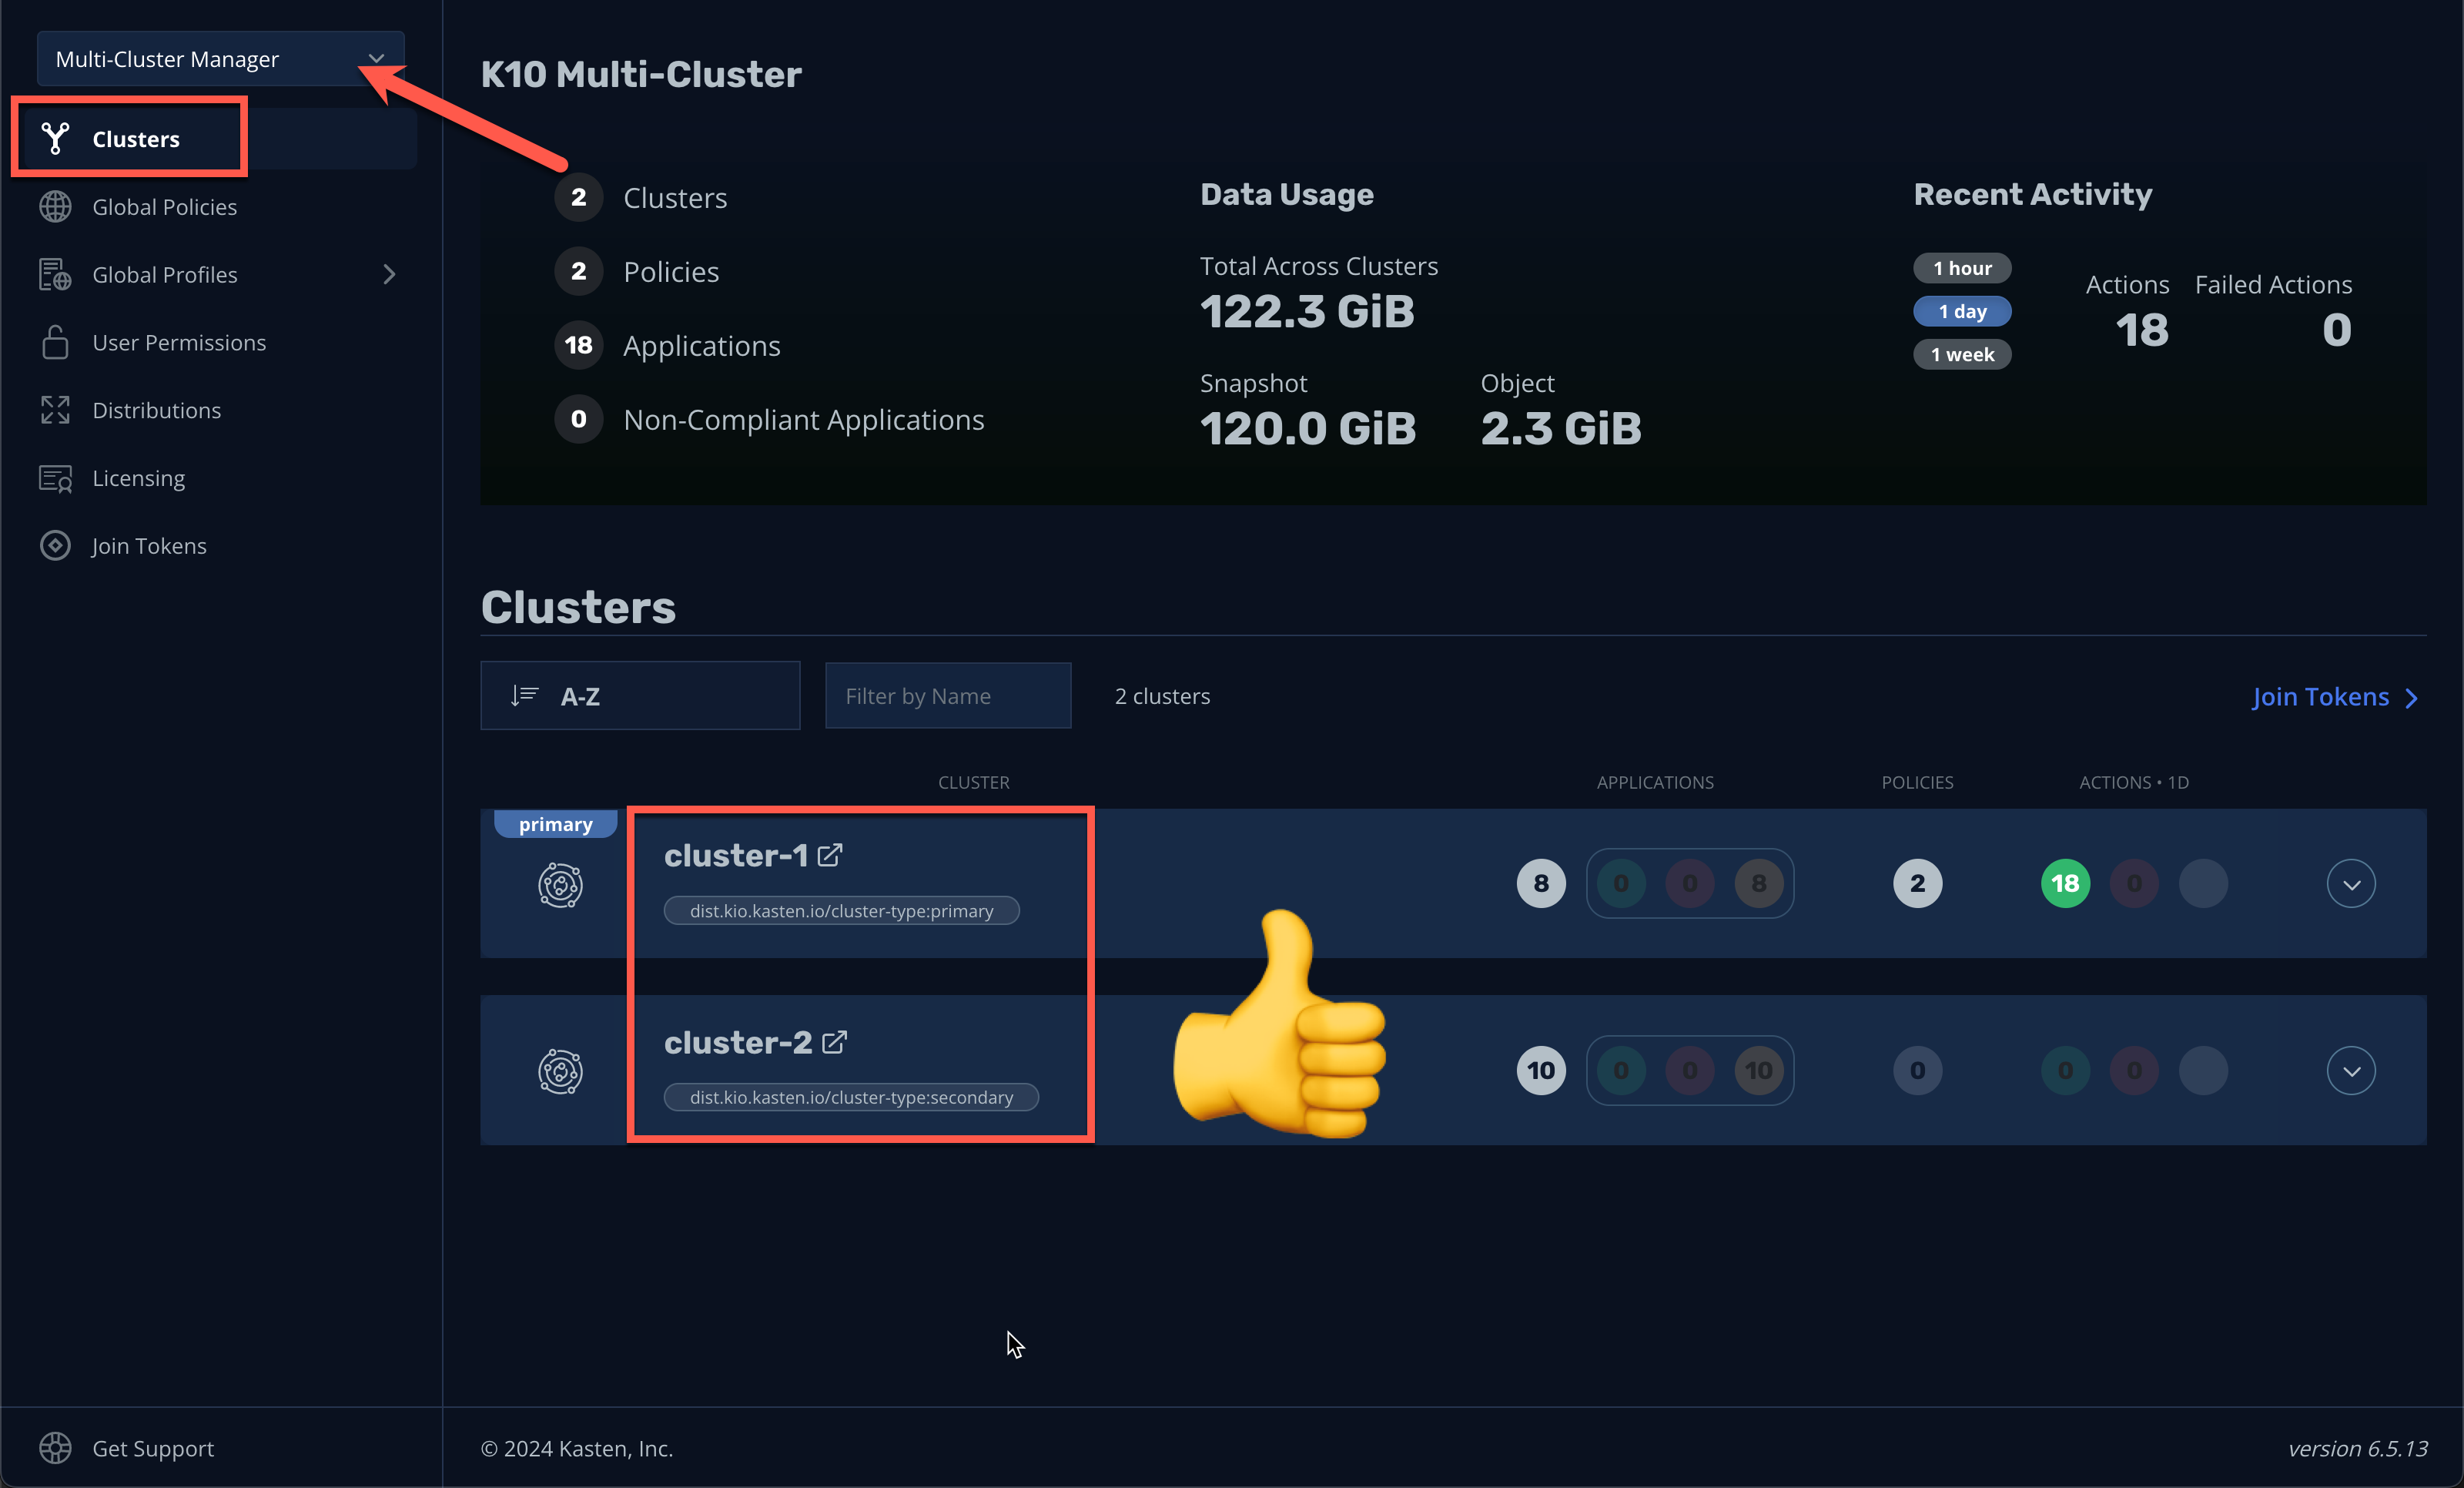 Multi-Cluster Manager
Clusters
Global Policies
Global Profiles
User Permissions
Distributions
Licensing
Join Tokens
Get Support
K10 Multi-Cluster
2 Clusters
2 Policies
18 Applications
0 Non-Compliant Applications
Data Usage
Total Across Clusters
122.3 GiB
Snapshot
120.0 GiB
Object
2.3 GiB
Recent Activity
1 hour
1 day
1 week
Actions
18
Failed Actions
0
Clusters
A-Z
Filter by Name
2 clusters
Join Tokens
CLUSTER APPLICATIONS POLICIES ACTIONS • 1D
primary
cluster-1
dist.kio.kasten.io/cluster-type:primary
8 0 0 8 2 18 0
cluster-2
dist.kio.kasten.io/cluster-type:secondary
10 0 0 10 0 0 0
© 2024 Kasten, Inc.
version 6.5.13